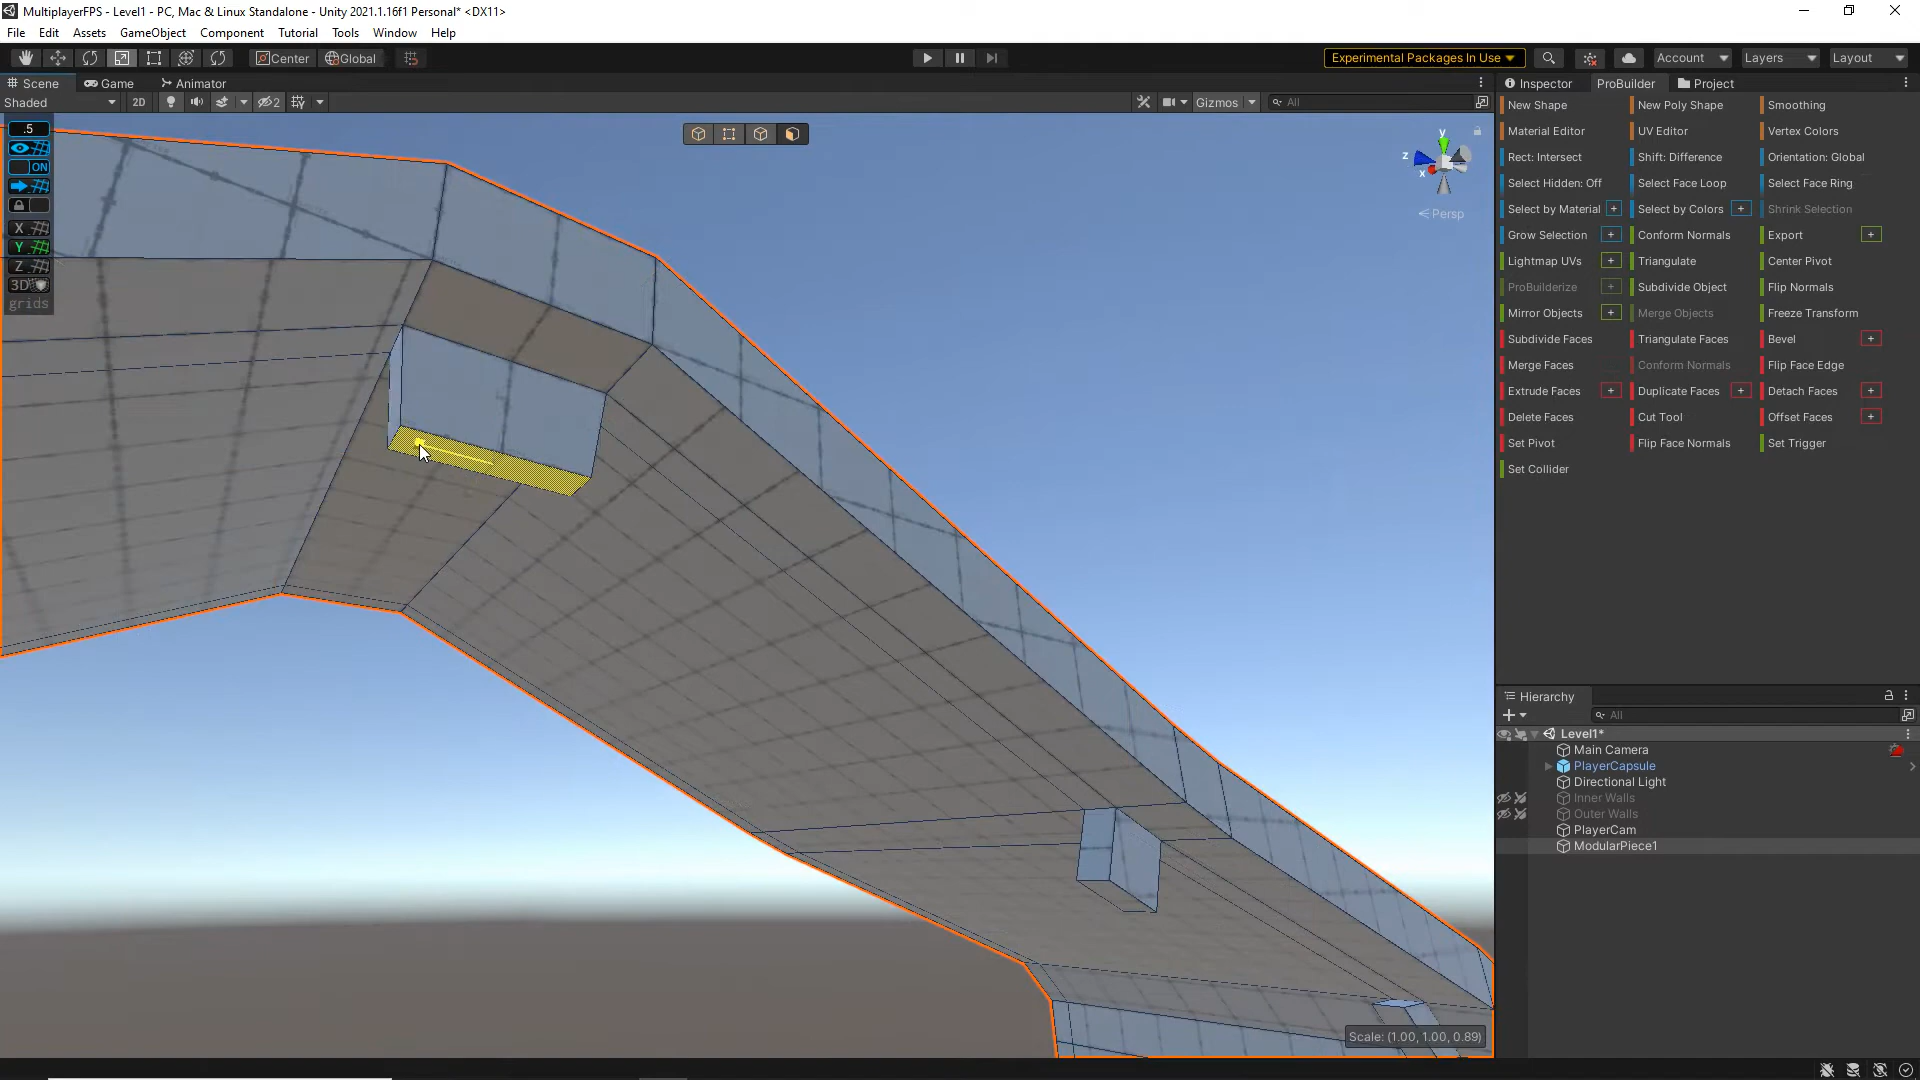 MultiplayerFPS - Level1 - PC, Mac & Linux Standalone - Unity 2021.1.16f1 Personal* <DX11>
File Edit Assets GameObject Component Tutorial Tools Window Help
Center Global Experimental Packages In Use Account Layers Layout
Scene Game Animator Inspector ProBuilder Project
Shaded 2D Gizmos All
.5
ON
X
Y
Z
3D
grids
y
z
x
Persp
New Shape New Poly Shape Smoothing
Material Editor UV Editor Vertex Colors
Rect: Intersect Shift: Difference Orientation: Global
Select Hidden: Off Select Face Loop Select Face Ring
Select by Material + Select by Colors + Shrink Selection
Grow Selection + Conform Normals Export +
Lightmap UVs + Triangulate Center Pivot
ProBuilderize + Subdivide Object Flip Normals
Mirror Objects + Merge Objects Freeze Transform
Subdivide Faces Triangulate Faces Bevel +
Merge Faces Conform Normals Flip Face Edge
Extrude Faces + Duplicate Faces + Detach Faces +
Delete Faces Cut Tool Offset Faces +
Set Pivot Flip Face Normals Set Trigger
Set Collider
Hierarchy
All
Level1*
Main Camera
PlayerCapsule
Directional Light
Inner Walls
Outer Walls
PlayerCam
ModularPiece1
Scale: (1.00, 1.00, 0.89)